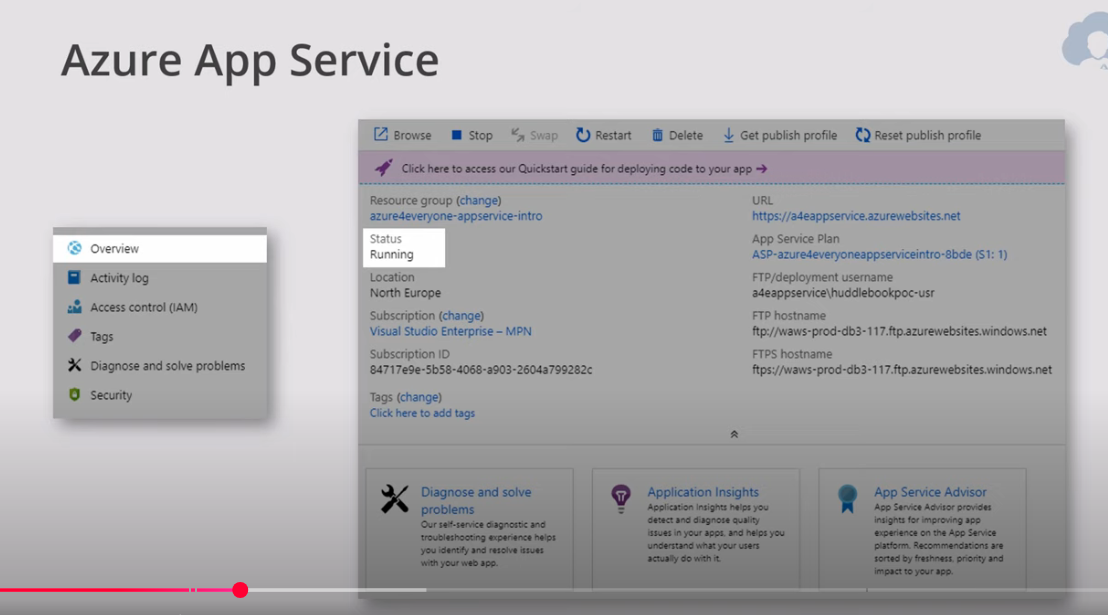 Azure App Service
Overview
Activity log
Access control (IAM)
Tags
Diagnose and solve problems
Security
Browse Stop Swap Restart Delete Get publish profile Reset publish profile
Click here to access our Quickstart guide for deploying code to your app →
Resource group (change)
azure4everyone-appservice-intro
Status
Running
Location
North Europe
Subscription (change)
Visual Studio Enterprise – MPN
Subscription ID
84717e9e-5b58-4068-a903-2604a799282c
Tags (change)
Click here to add tags
URL
https://a4eappservice.azurewebsites.net
App Service Plan
ASP-azure4everyoneappserviceintro-8bde (S1: 1)
FTP/deployment username
a4eappservice\huddlebookpoc-usr
FTP hostname
ftp://waws-prod-db3-117.ftp.azurewebsites.windows.net
FTPS hostname
ftps://waws-prod-db3-117.ftp.azurewebsites.windows.net
Diagnose and solve
problems
Our self-service diagnostic and
troubleshooting experience helps
you identify and resolve issues
with your web app.
Application Insights
Application Insights helps you
detect and diagnose quality
issues in your apps, and helps you
understand what your users
actually do with it.
App Service Advisor
App Service Advisor provides
insights for improving app
experience on the App Service
platform. Recommendations are
sorted by freshness, priority and
impact to your app.